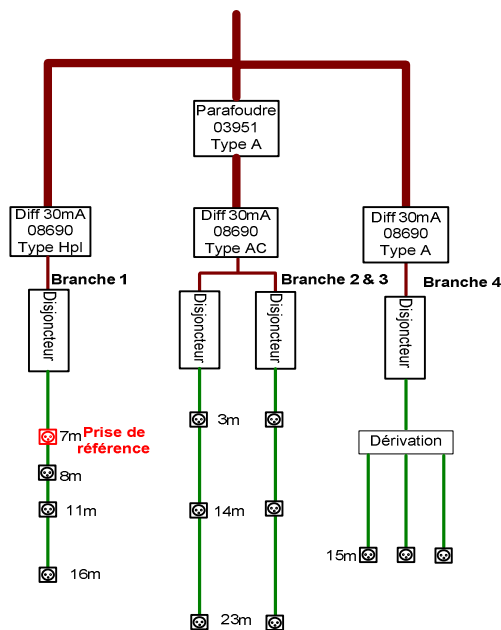 Parafoudre
03951
Type A
Diff 30mA
08690
Type Hpl
Diff 30mA
08690
Type AC
Diff 30mA
08690
Type A
Branche 1
Branche 2 & 3
Branche 4
Disjoncteur
Disjoncteur
Disjoncteur
Disjoncteur
7m
Prise de
référence
8m
11m
16m
3m
14m
23m
Dérivation
15m